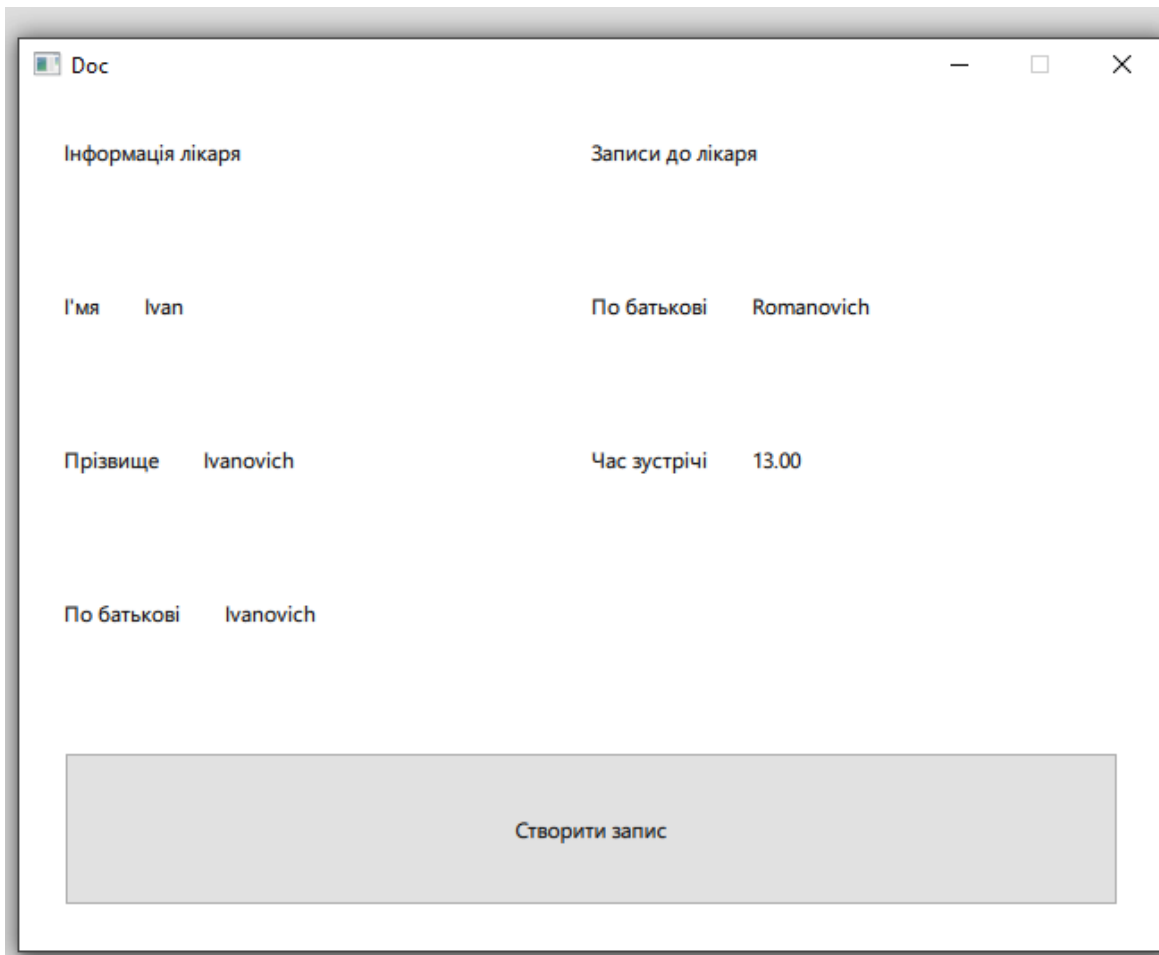 Doc
Інформація лікаря
Записи до лікаря
І'мя Ivan
По батькові Romanovich
Прізвище Ivanovich
Час зустрічі 13.00
По батькові Ivanovich
Створити запис